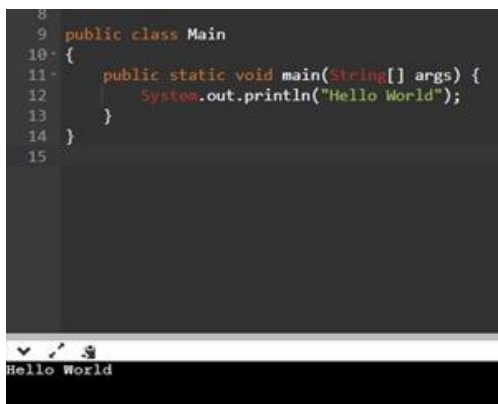 8
9 public class Main
10 {
11     public static void main(String[] args) {
12         System.out.println("Hello World");
13     }
14 }
15
Hello World